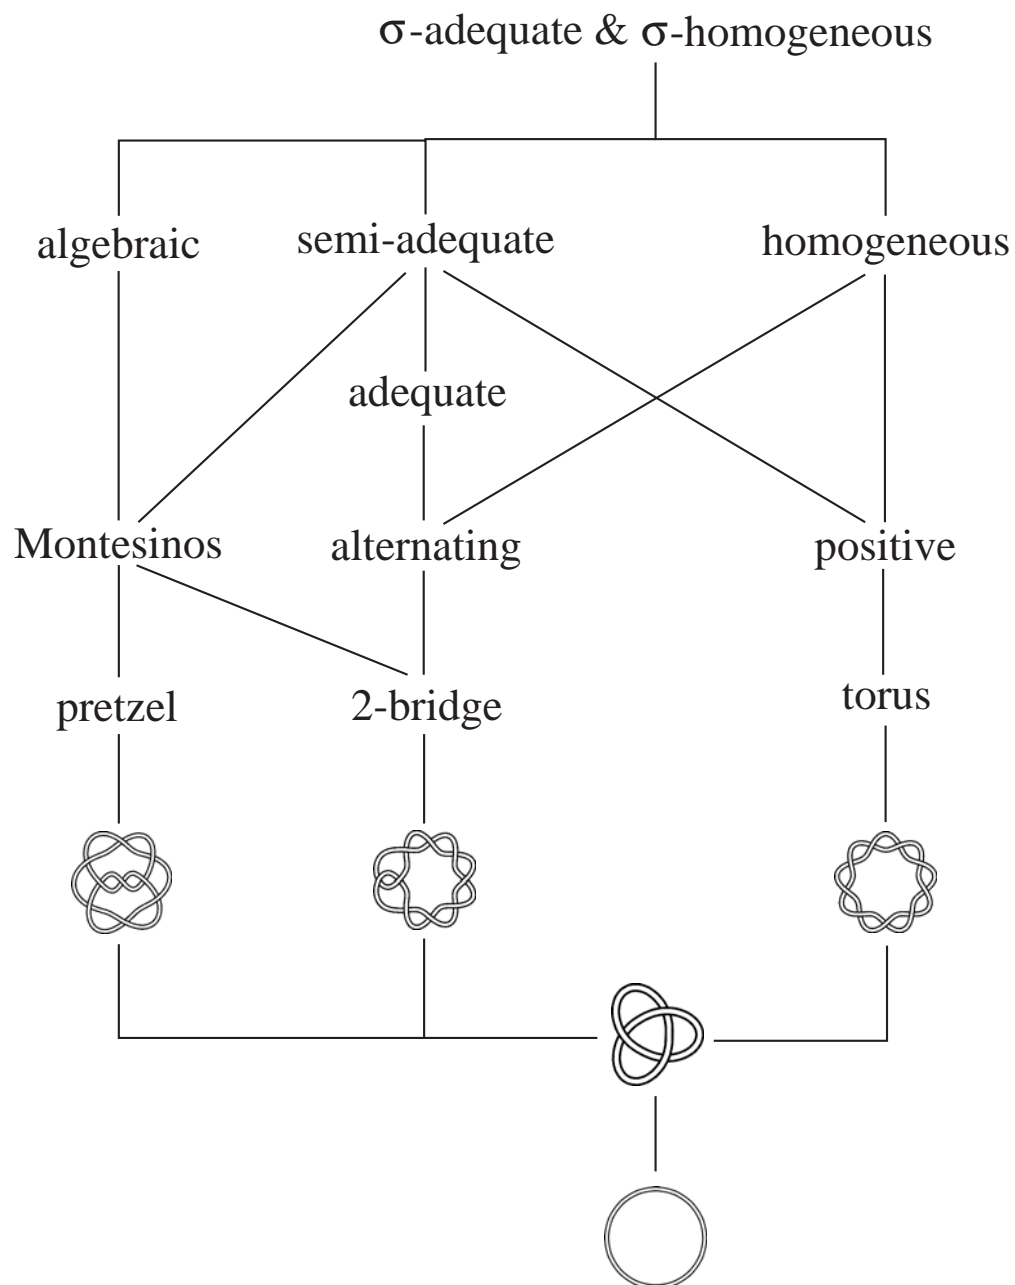 σ-adequate & σ-homogeneous
algebraic semi-adequate homogeneous
adequate
Montesinos alternating positive
pretzel 2-bridge torus